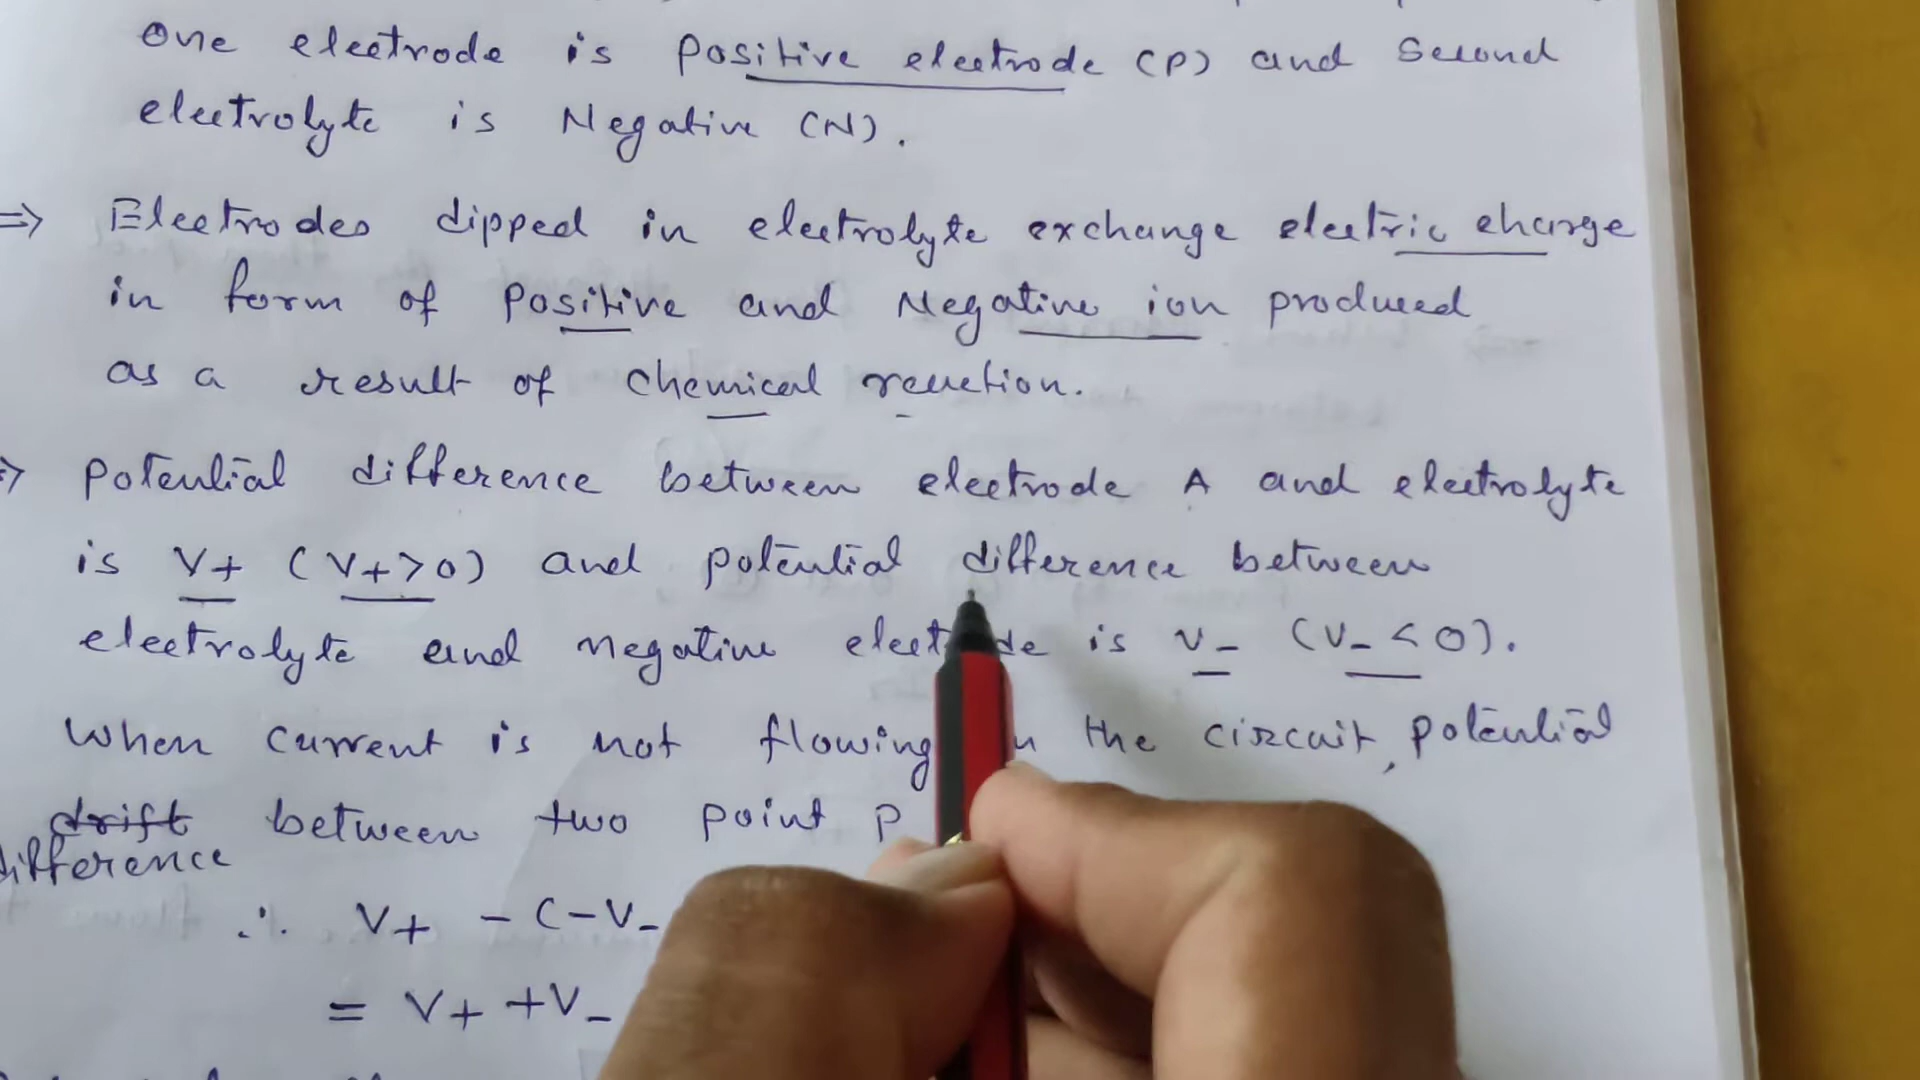 one electrode is positive electrode (P) and second
electrolyte is Negative (N).
=> Electrodes dipped in electrolyte exchange electric charge
in form of positive and Negative ion produced
as a result of chemical reaction.
=> potential difference between electrode A and electrolyte
is V+ (V+>0) and potential difference between
electrolyte and negative is V- (V- < 0).
When current is not flowing the circuit, potential
drift between two point P
difference
∴ V+ -(-V-
= V+ +V-